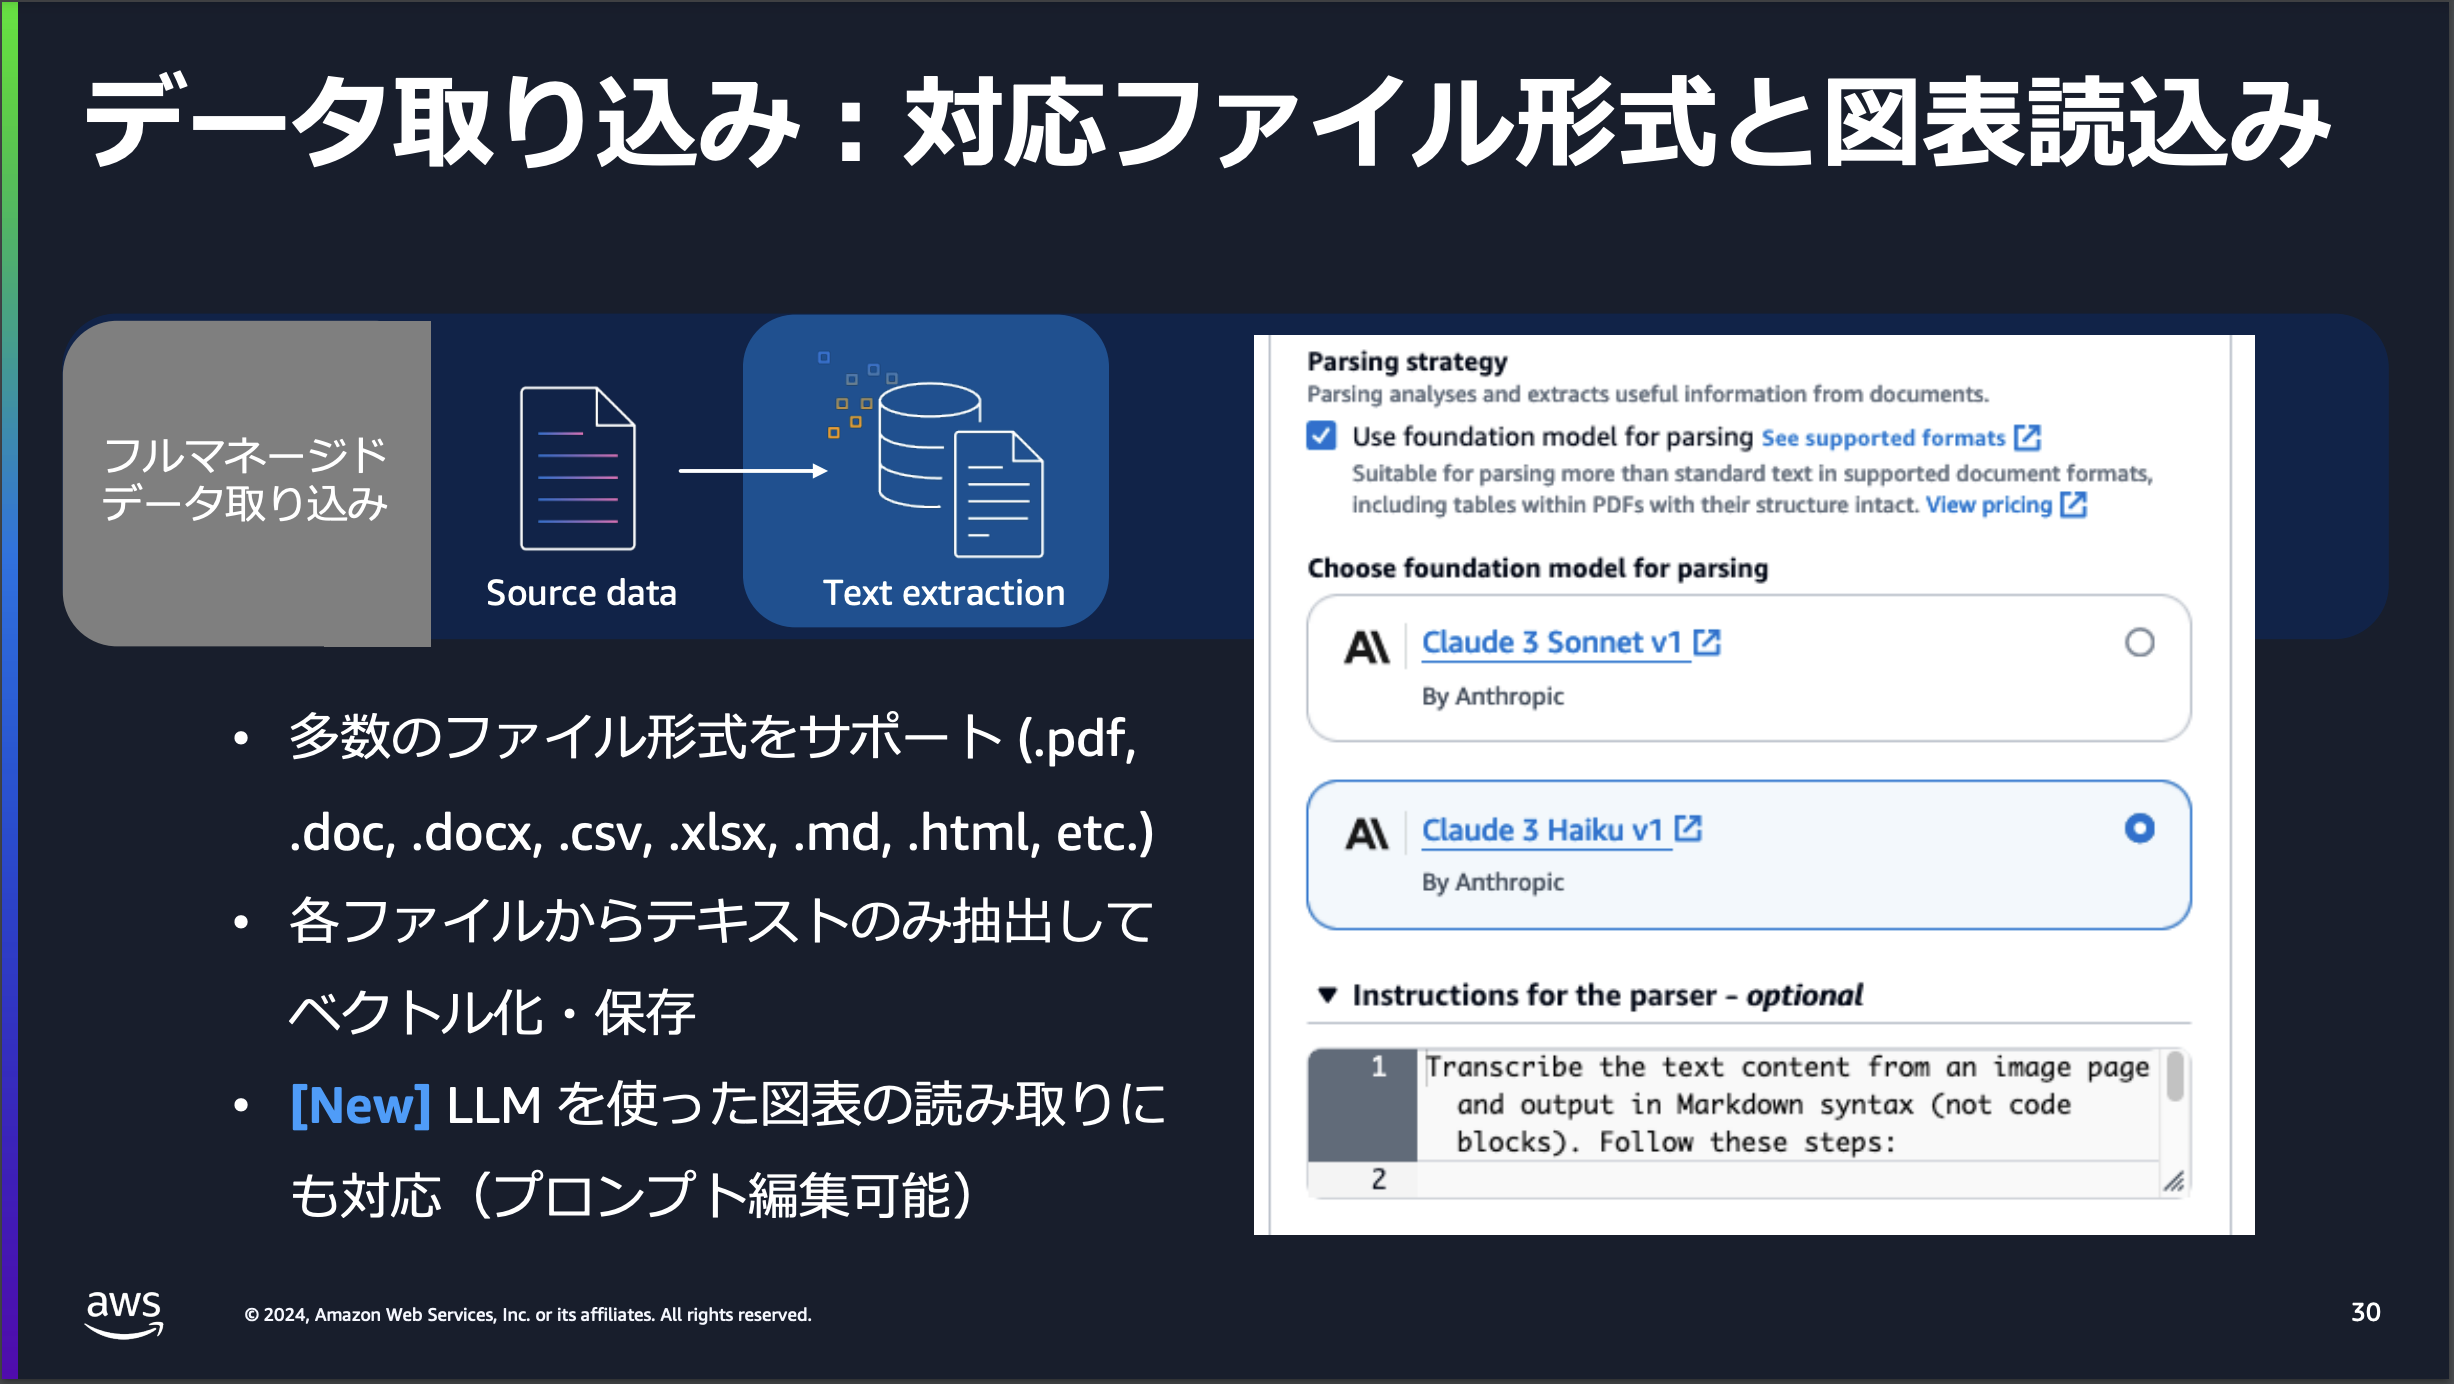 データ取り込み：対応ファイル形式と図表読込み
フルマネージド
データ取り込み
Source data
Text extraction
• 多数のファイル形式をサポート (.pdf,
.doc, .docx, .csv, .xlsx, .md, .html, etc.)
• 各ファイルからテキストのみ抽出して
ベクトル化・保存
• [New] LLM を使った図表の読み取りに
も対応（プロンプト編集可能）
Parsing strategy
Parsing analyses and extracts useful information from documents.
Use foundation model for parsing See supported formats
Suitable for parsing more than standard text in supported document formats,
including tables within PDFs with their structure intact. View pricing
Choose foundation model for parsing
Claude 3 Sonnet v1
By Anthropic
Claude 3 Haiku v1
By Anthropic
▼ Instructions for the parser – optional
1 Transcribe the text content from an image page
and output in Markdown syntax (not code
blocks). Follow these steps:
2
aws
© 2024, Amazon Web Services, Inc. or its affiliates. All rights reserved.
30